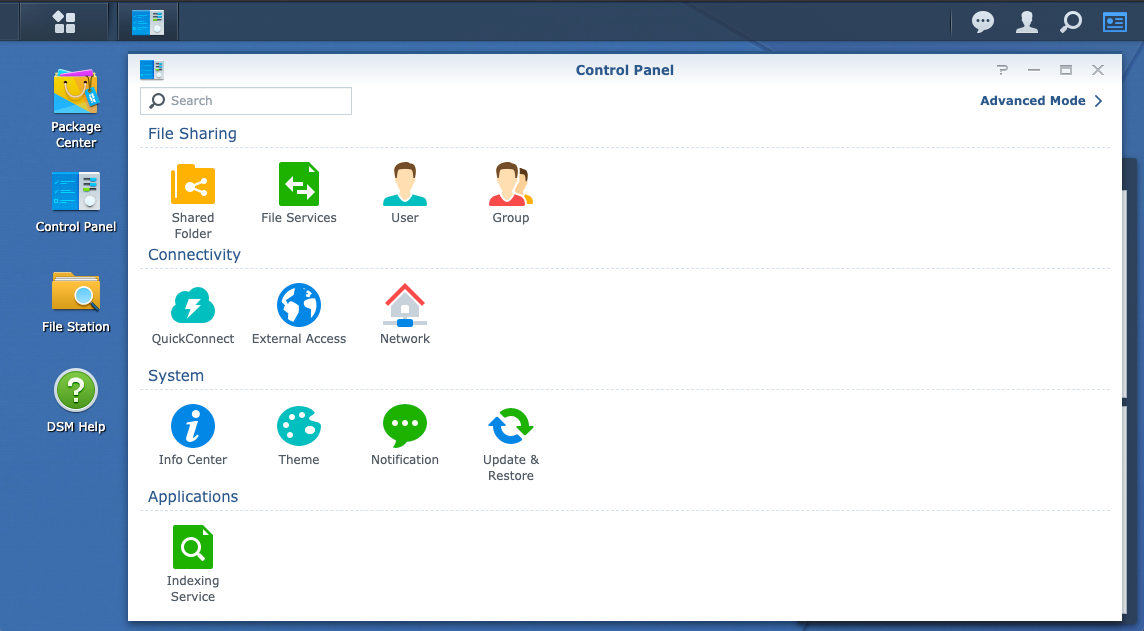 Control Panel
Search
Advanced Mode
Package
Center
Control Panel
File Station
DSM Help
File Sharing
Shared
Folder
File Services
User
Group
Connectivity
QuickConnect
External Access
Network
System
Info Center
Theme
Notification
Update &
Restore
Applications
Indexing
Service